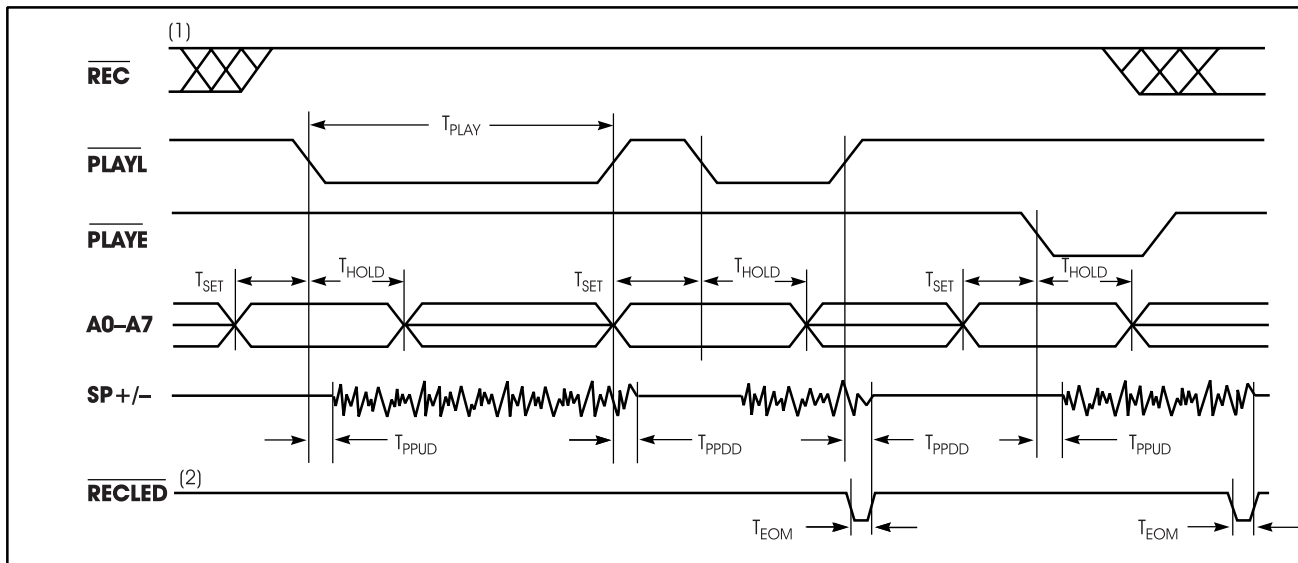 (1)
REC
T_PLAY
PLAYL
PLAYE
T_SET T_HOLD T_SET T_HOLD T_SET T_HOLD
A0–A7
SP+/–
T_PPUD T_PPDD T_PPDD T_PPUD
RECLED (2)
T_EOM T_EOM